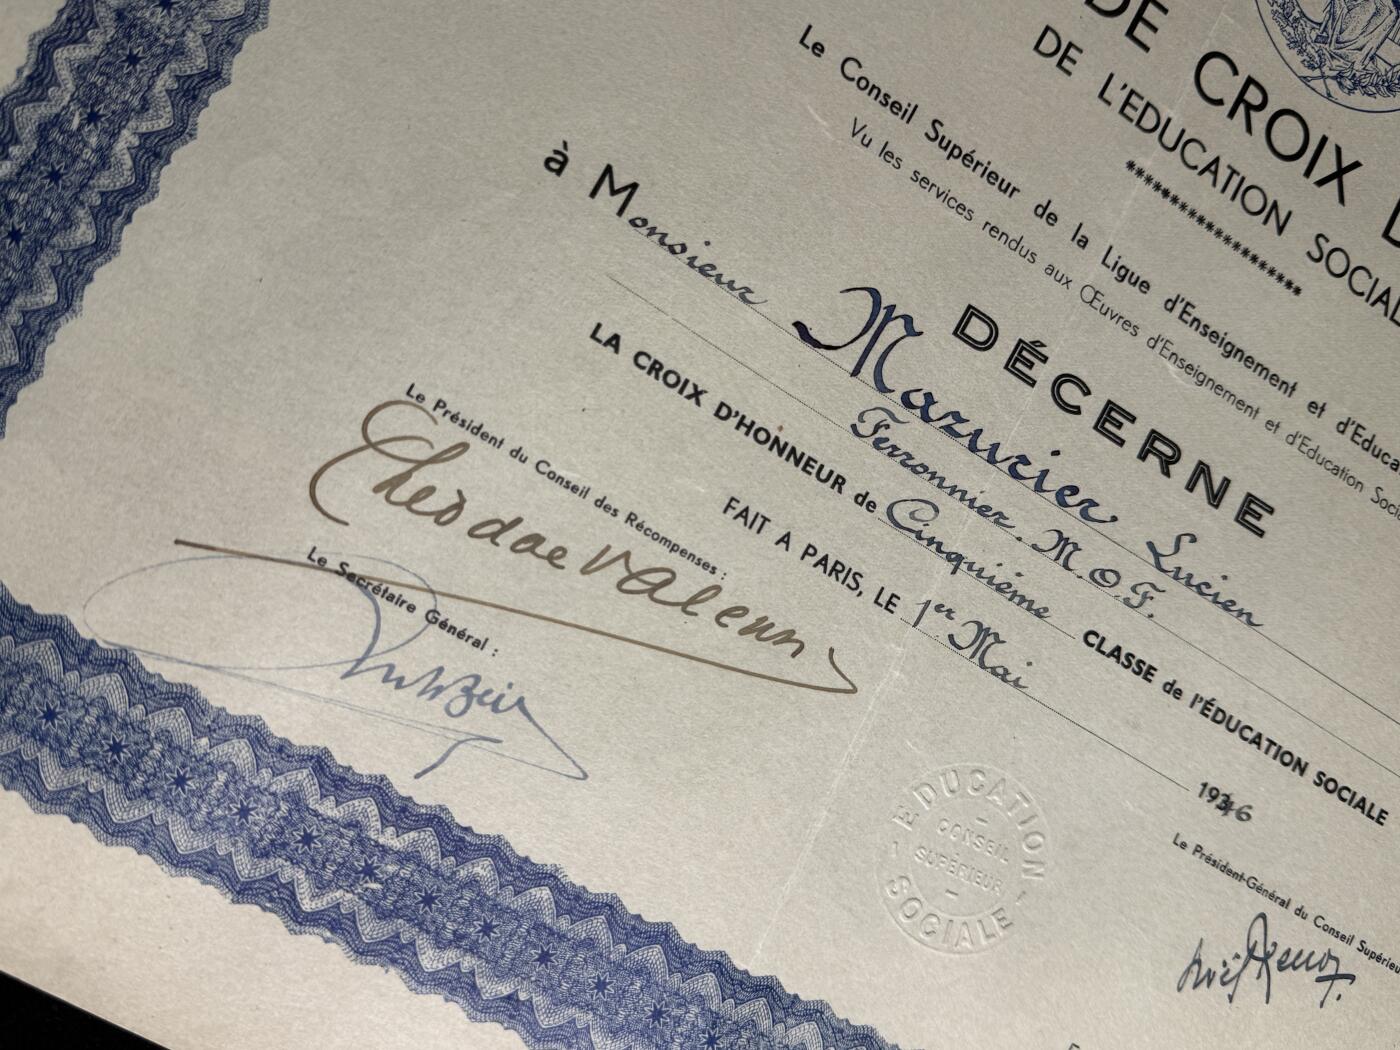 DE CROIX
DE L'EDUCATION SOCIAL
******************
Le Conseil Supérieur de la Ligue d'Enseignement et d'Educa
Vu les services rendus aux Œuvres d'Enseignement et d'Education Soci
DÉCERNE
à Monsieur Mazurier Lucien
Ferronnier. M.O.F.
LA CROIX D'HONNEUR de Cinquième CLASSE de l'ÉDUCATION SOCIALE
FAIT A PARIS, LE 1er Mai 1946
Le Président du Conseil des Récompenses :
Le Secrétaire Général :
EDUCATION SOCIALE
CONSEIL
SUPÉRIEUR
Le Président-Général du Conseil Supérieu